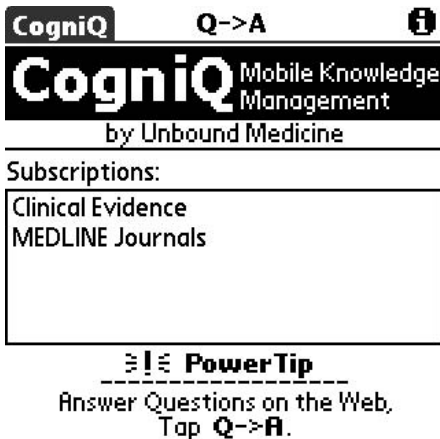 CogniQ Q->A i
CogniQ Mobile Knowledge
Management
by Unbound Medicine
Subscriptions:
Clinical Evidence
MEDLINE Journals
! PowerTip
Answer Questions on the Web,
Tap Q->A.